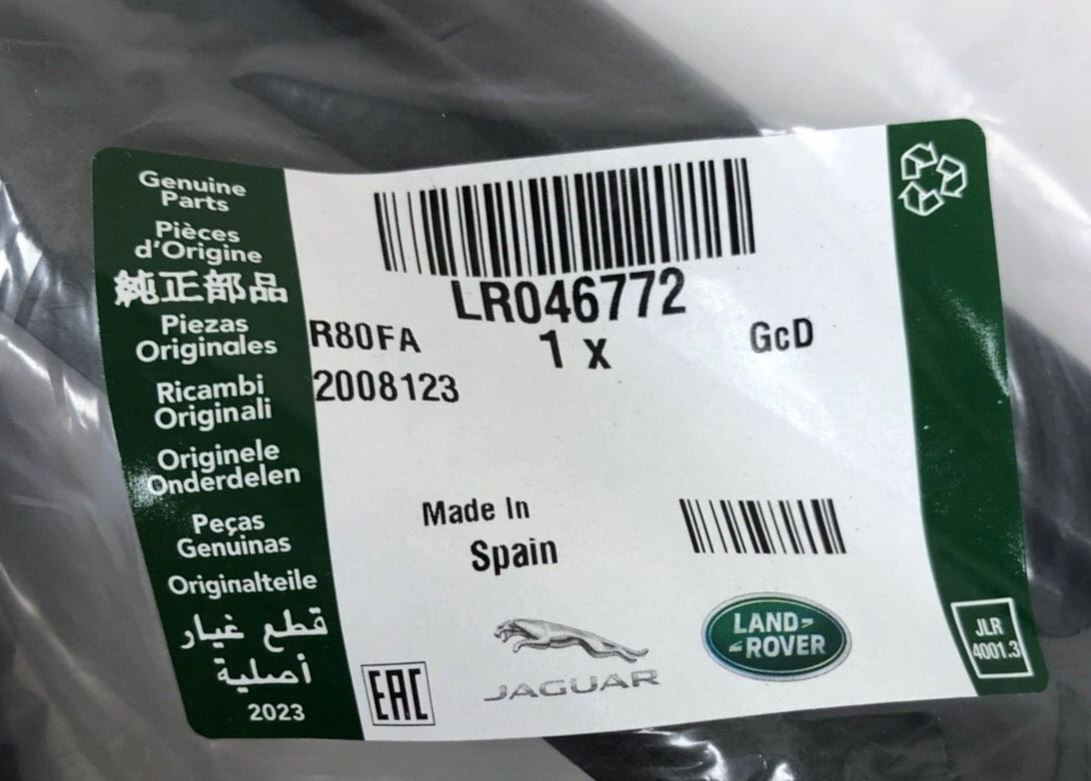 Genuine
Parts
Pièces
d'Origine
純正部品
Piezas
Originales
Ricambi
Originali
Originele
Onderdelen
Peças
Genuinas
Originalteile
قطع غيار
أصلية
2023
LR046772
R80FA
1 x
GcD
2008123
Made In
Spain
EAC
JAGUAR
LAND-
-ROVER
JLR
4001.3